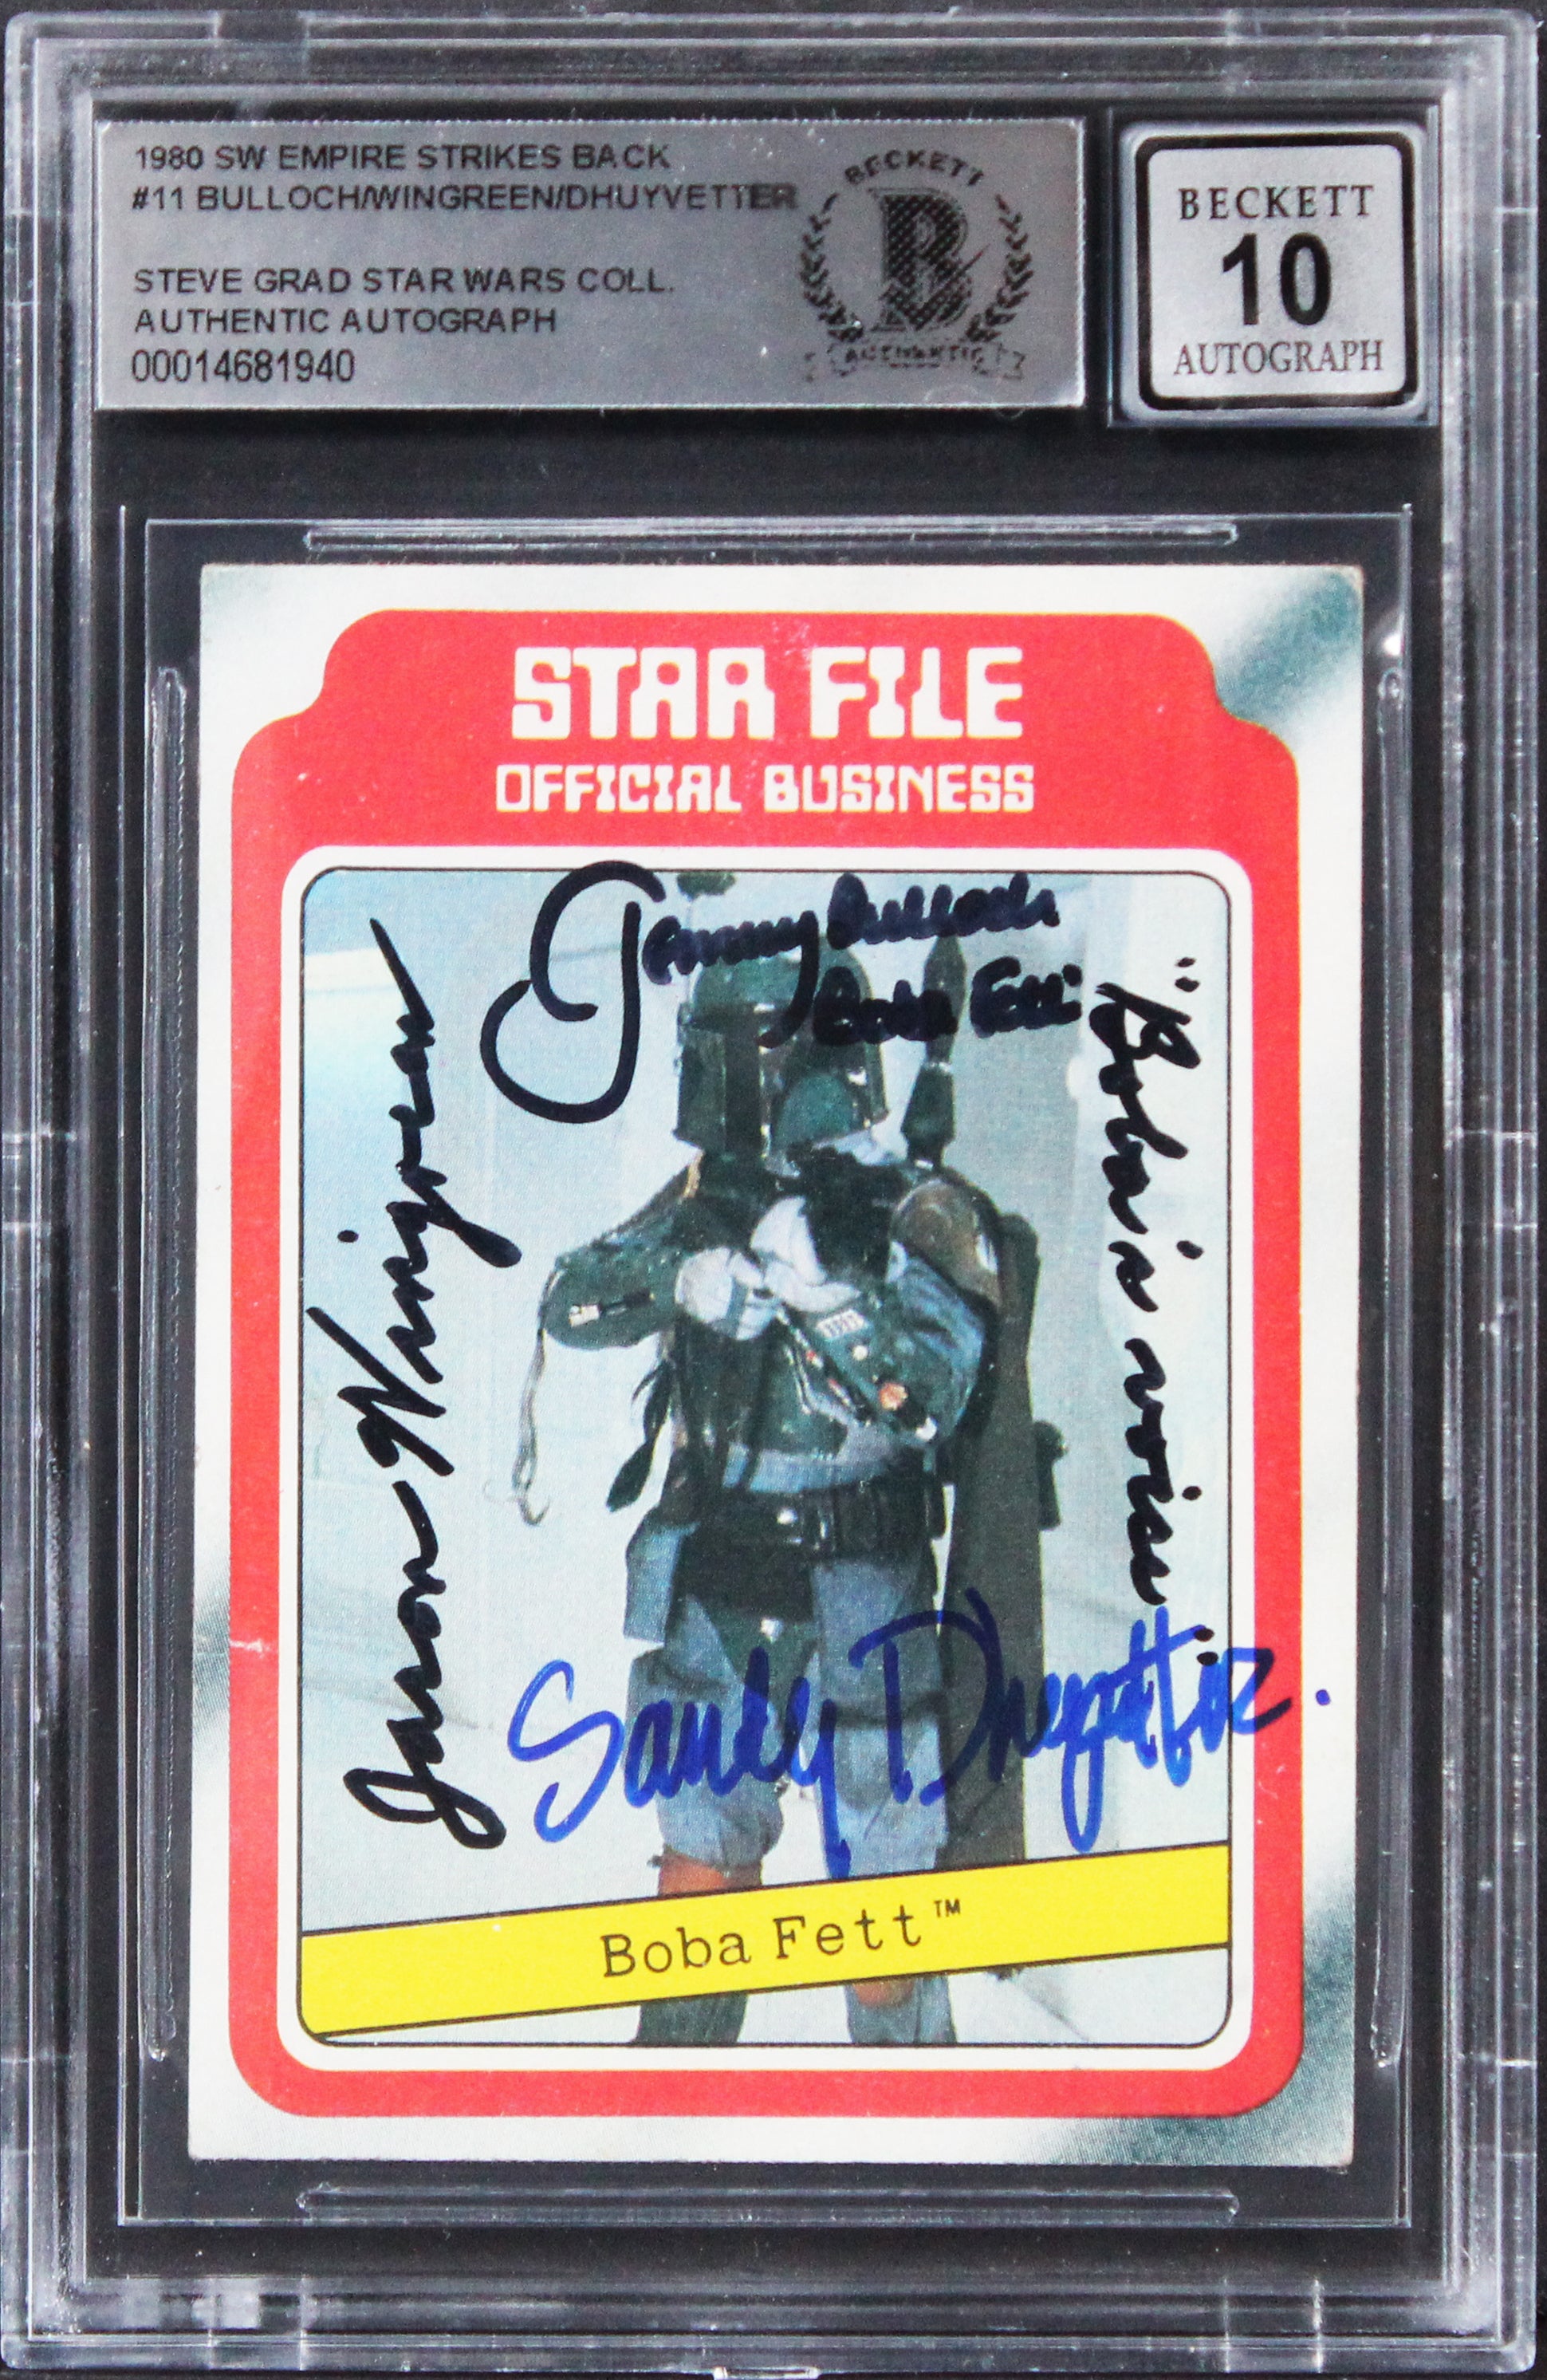 1980 SW EMPIRE STRIKES BACK
#11 BULLOCH/WINGREEN/DHUYVETTER
STEVE GRAD STAR WARS COLL.
AUTHENTIC AUTOGRAPH
00014681940
BECKETT
B
AUTHENTIC
BECKETT
10
AUTOGRAPH
STAR FILE
OFFICIAL BUSINESS
Jeremy Bulloch
Boba Fett
Jason Wingreen
"Boba's voice
Sandy Dhuyvetter.
Boba Fett™